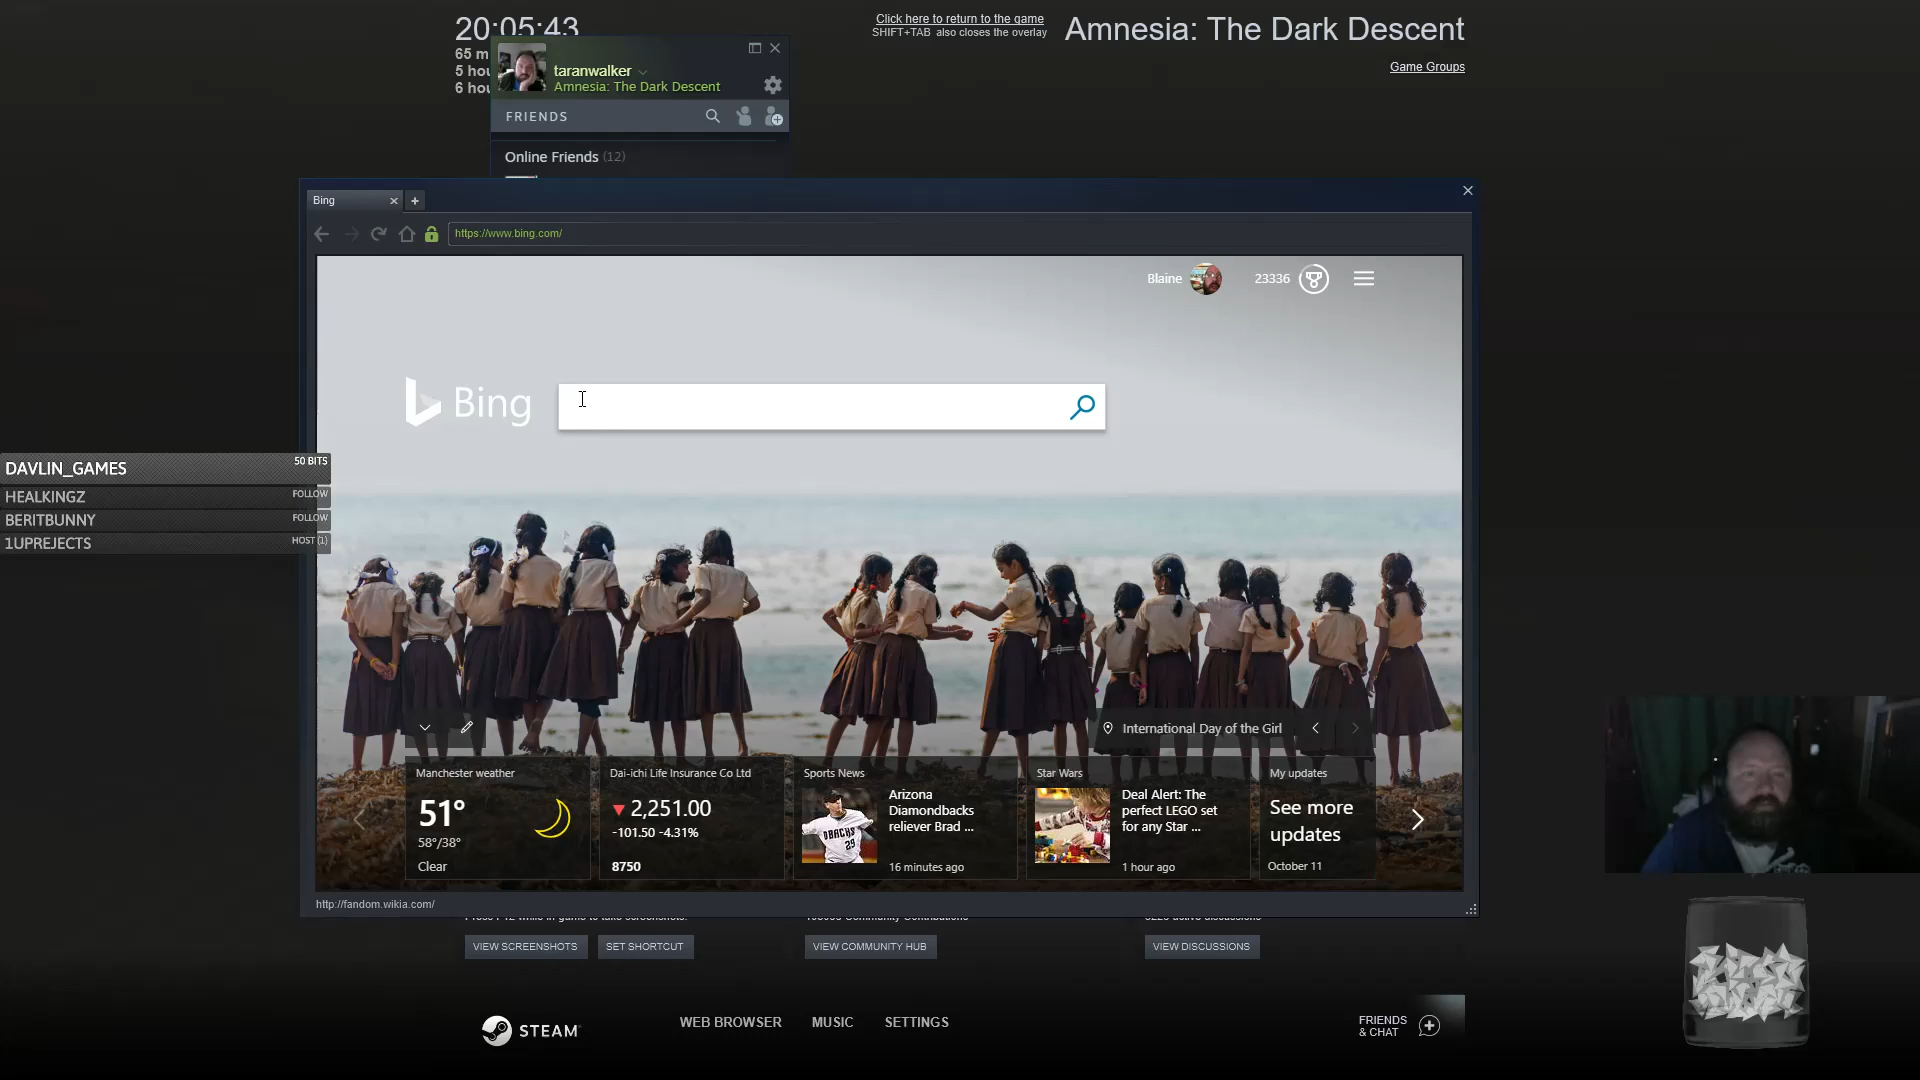 20:05:43
65 m
5 hou
6 hou
Click here to return to the game
SHIFT+TAB also closes the overlay
Amnesia: The Dark Descent
Game Groups
taranwalker
Amnesia: The Dark Descent
FRIENDS
Online Friends (12)
Bing
https://www.bing.com/
Blaine
23336
Bing
DAVLIN_GAMES 50 BITS
HEALKINGZ FOLLOW
BERITBUNNY FOLLOW
1UPREJECTS HOST (1)
International Day of the Girl
Manchester weather
51°
58°/38°
Clear
Dai-ichi Life Insurance Co Ltd
2,251.00
-101.50 -4.31%
8750
Sports News
Arizona
Diamondbacks
reliever Brad ...
16 minutes ago
DBACKS
29
Star Wars
Deal Alert: The
perfect LEGO set
for any Star ...
1 hour ago
My updates
See more
updates
October 11
http://fandom.wikia.com/
VIEW SCREENSHOTS
SET SHORTCUT
VIEW COMMUNITY HUB
VIEW DISCUSSIONS
STEAM
WEB BROWSER
MUSIC
SETTINGS
FRIENDS
& CHAT